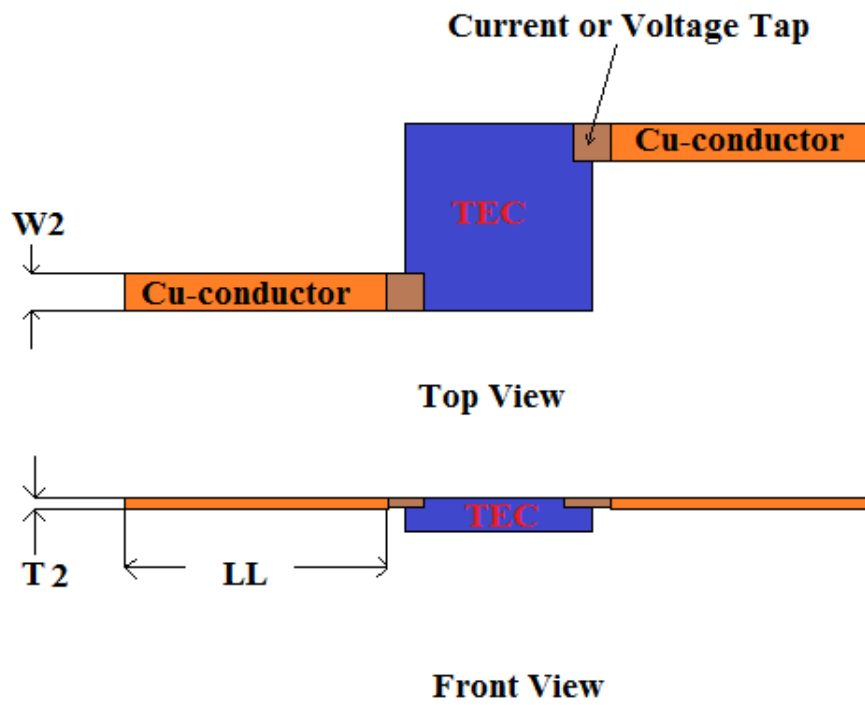 Current or Voltage Tap
Cu-conductor
TEC
W2
Cu-conductor
Top View
TEC
T 2
LL
Front View